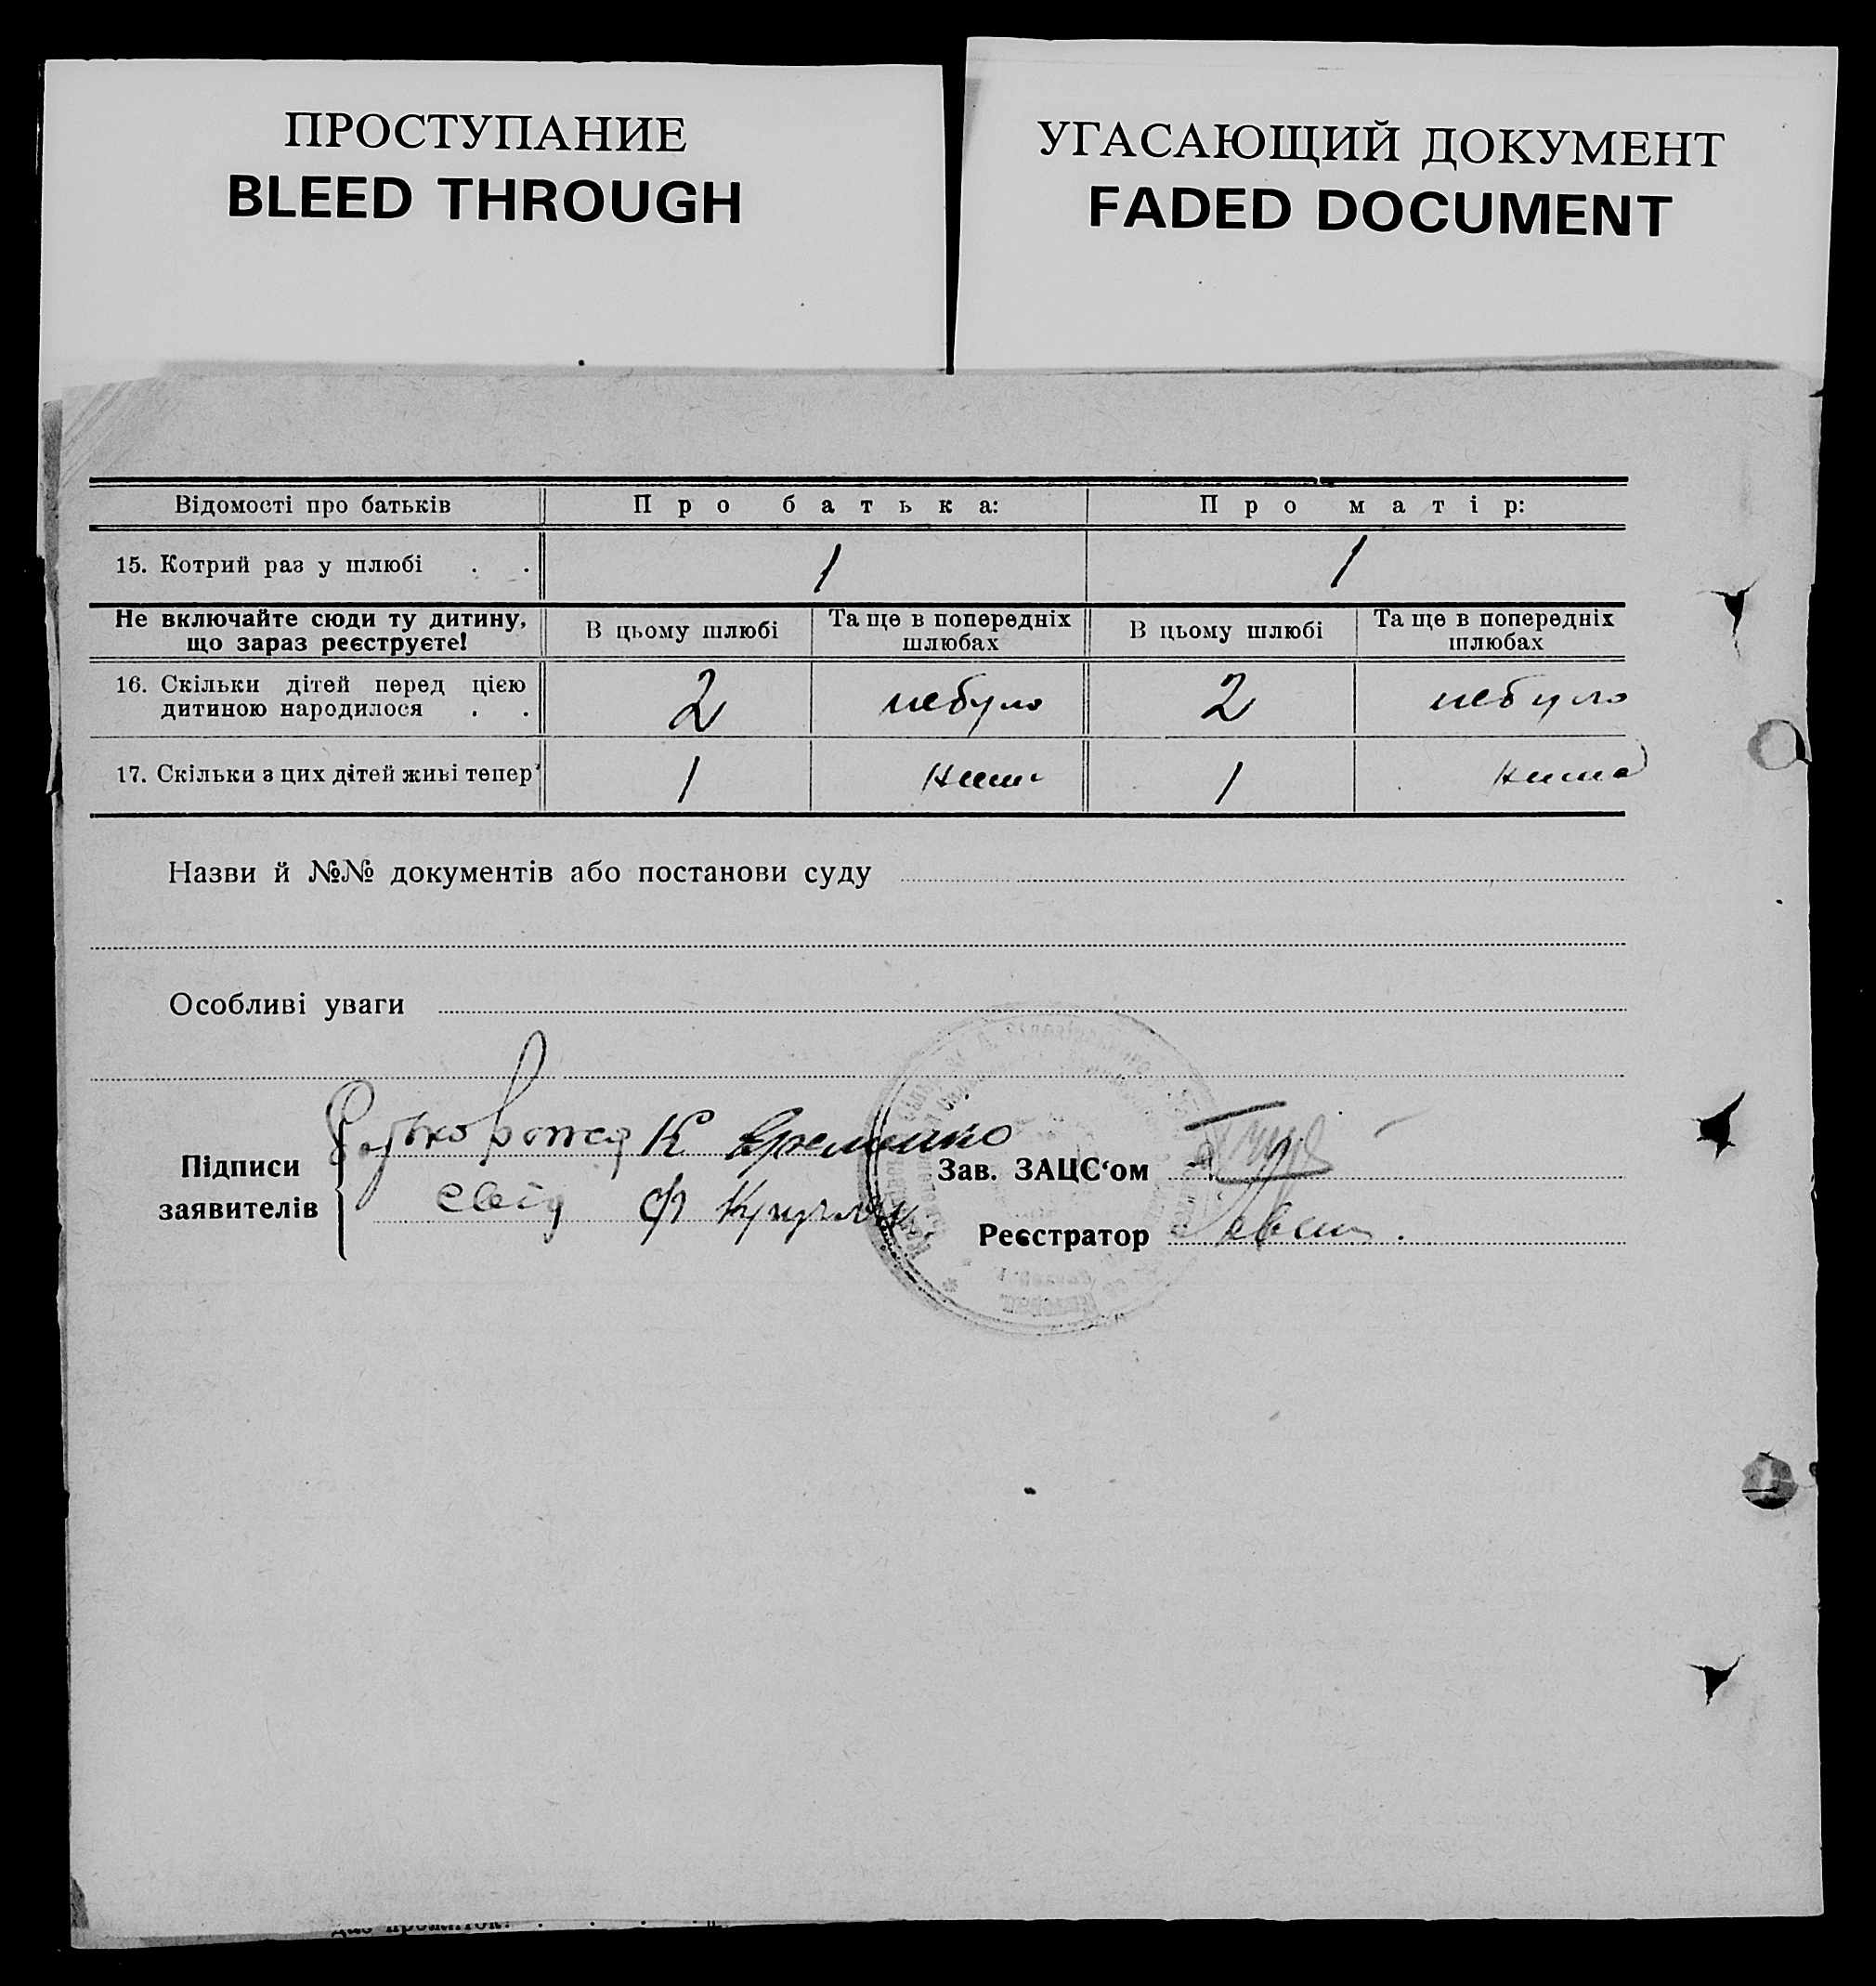 ПРОСТУПАНИЕ
BLEED THROUGH
УГАСАЮЩИЙ ДОКУМЕНТ
FADED DOCUMENT
Відомості про батьків Про батька: Про матір:
15. Котрий раз у шлюбі . . 1 1
Не включайте сюди ту дитину, що зараз реєструєте! В цьому шлюбі Та ще в попередніх шлюбах В цьому шлюбі Та ще в попередніх шлюбах
16. Скільки дітей перед цією
дитиною народилося . . 2 небуло 2 небуло
17. Скільки з цих дітей живі тепер 1 1
Назви й №№ документів або постанови суду
Особливі уваги
Підписи
заявителів
К Єременко
свід Ф
Зав. ЗАЦС‘ом
Реєстратор